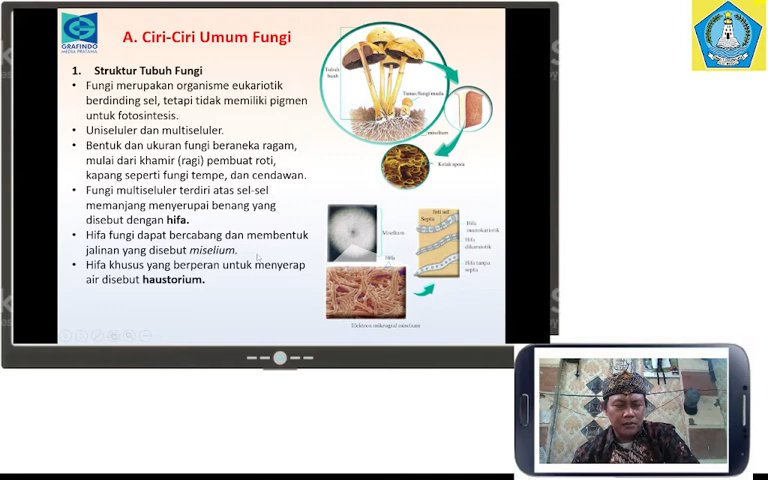 GRAFINDO
MEDIA PRATAMA
A. Ciri-Ciri Umum Fungi
1. Struktur Tubuh Fungi
• Fungi merupakan organisme eukariotik
berdinding sel, tetapi tidak memiliki pigmen
untuk fotosintesis.
• Uniseluler dan multiseluler.
• Bentuk dan ukuran fungi beraneka ragam,
mulai dari khamir (ragi) pembuat roti,
kapang seperti fungi tempe, dan cendawan.
• Fungi multiseluler terdiri atas sel-sel
memanjang menyerupai benang yang
disebut dengan hifa.
• Hifa fungi dapat bercabang dan membentuk
jalinan yang disebut miselium.
• Hifa khusus yang berperan untuk menyerap
air disebut haustorium.
Tubuh
buah
Tunas fungi muda
miselium
Kotak spora
Miselium
Hifa
Elektron mikrograf miselium
Inti sel
Septa
Hifa
monokariotik
Hifa
dikariotik
Hifa tanpa
septa